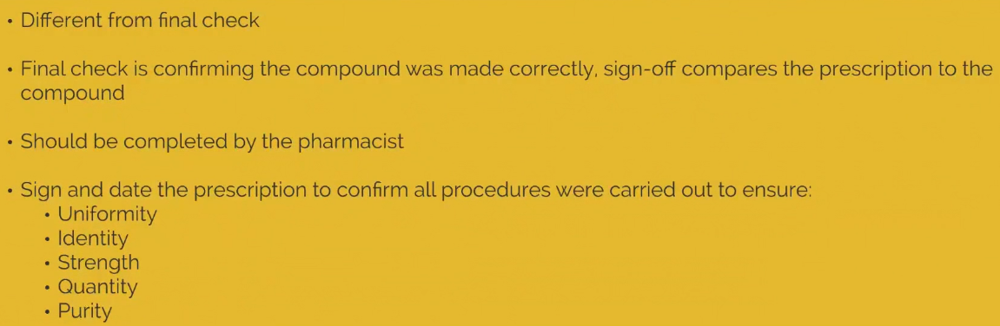 • Different from final check
• Final check is confirming the compound was made correctly, sign-off compares the prescription to the
compound
• Should be completed by the pharmacist
• Sign and date the prescription to confirm all procedures were carried out to ensure:
• Uniformity
• Identity
• Strength
• Quantity
• Purity